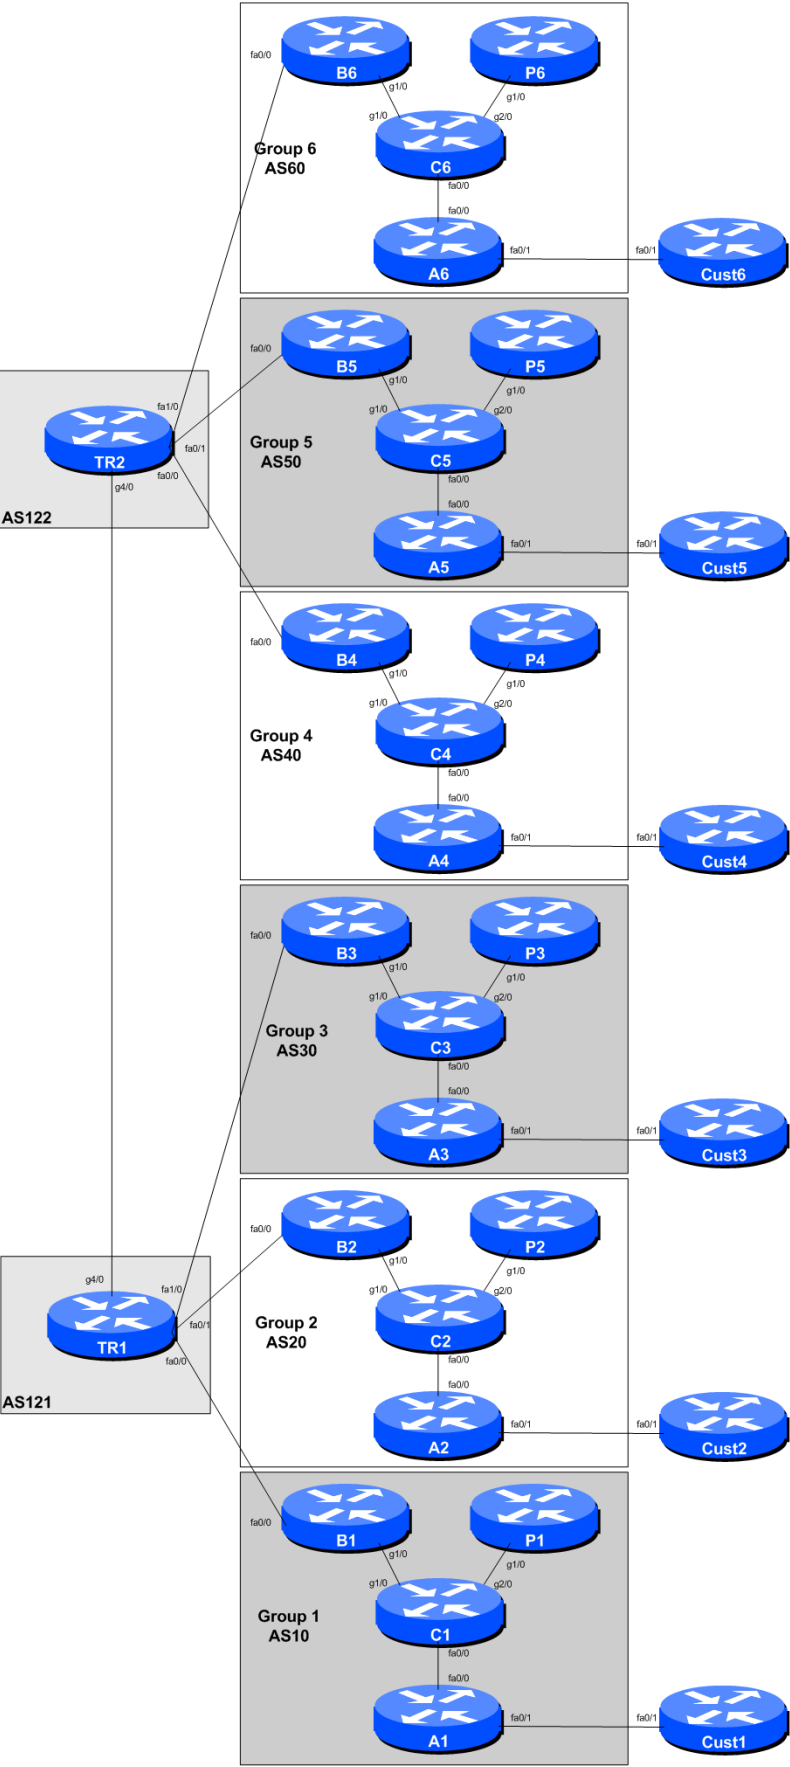 fa0/0
B6
P6
g1/0
g1/0
g1/0
g2/0
Group 6
AS60
C6
fa0/0
fa0/0
A6
fa0/1
fa0/1
Cust6
fa0/0
B5
P5
g1/0
g1/0
g1/0
g2/0
Group 5
AS50
C5
fa0/0
fa0/0
A5
fa0/1
fa0/1
Cust5
fa1/0
TR2
fa0/1
fa0/0
g4/0
AS122
fa0/0
B4
P4
g1/0
g1/0
g1/0
g2/0
Group 4
AS40
C4
fa0/0
fa0/0
A4
fa0/1
fa0/1
Cust4
fa0/0
B3
P3
g1/0
g1/0
g1/0
g2/0
Group 3
AS30
C3
fa0/0
fa0/0
A3
fa0/1
fa0/1
Cust3
fa0/0
B2
P2
g1/0
g1/0
g1/0
g2/0
Group 2
AS20
C2
fa0/0
fa0/0
A2
fa0/1
fa0/1
Cust2
g4/0
fa1/0
TR1
fa0/1
fa0/0
AS121
fa0/0
B1
P1
g1/0
g1/0
g1/0
g2/0
Group 1
AS10
C1
fa0/0
fa0/0
A1
fa0/1
fa0/1
Cust1